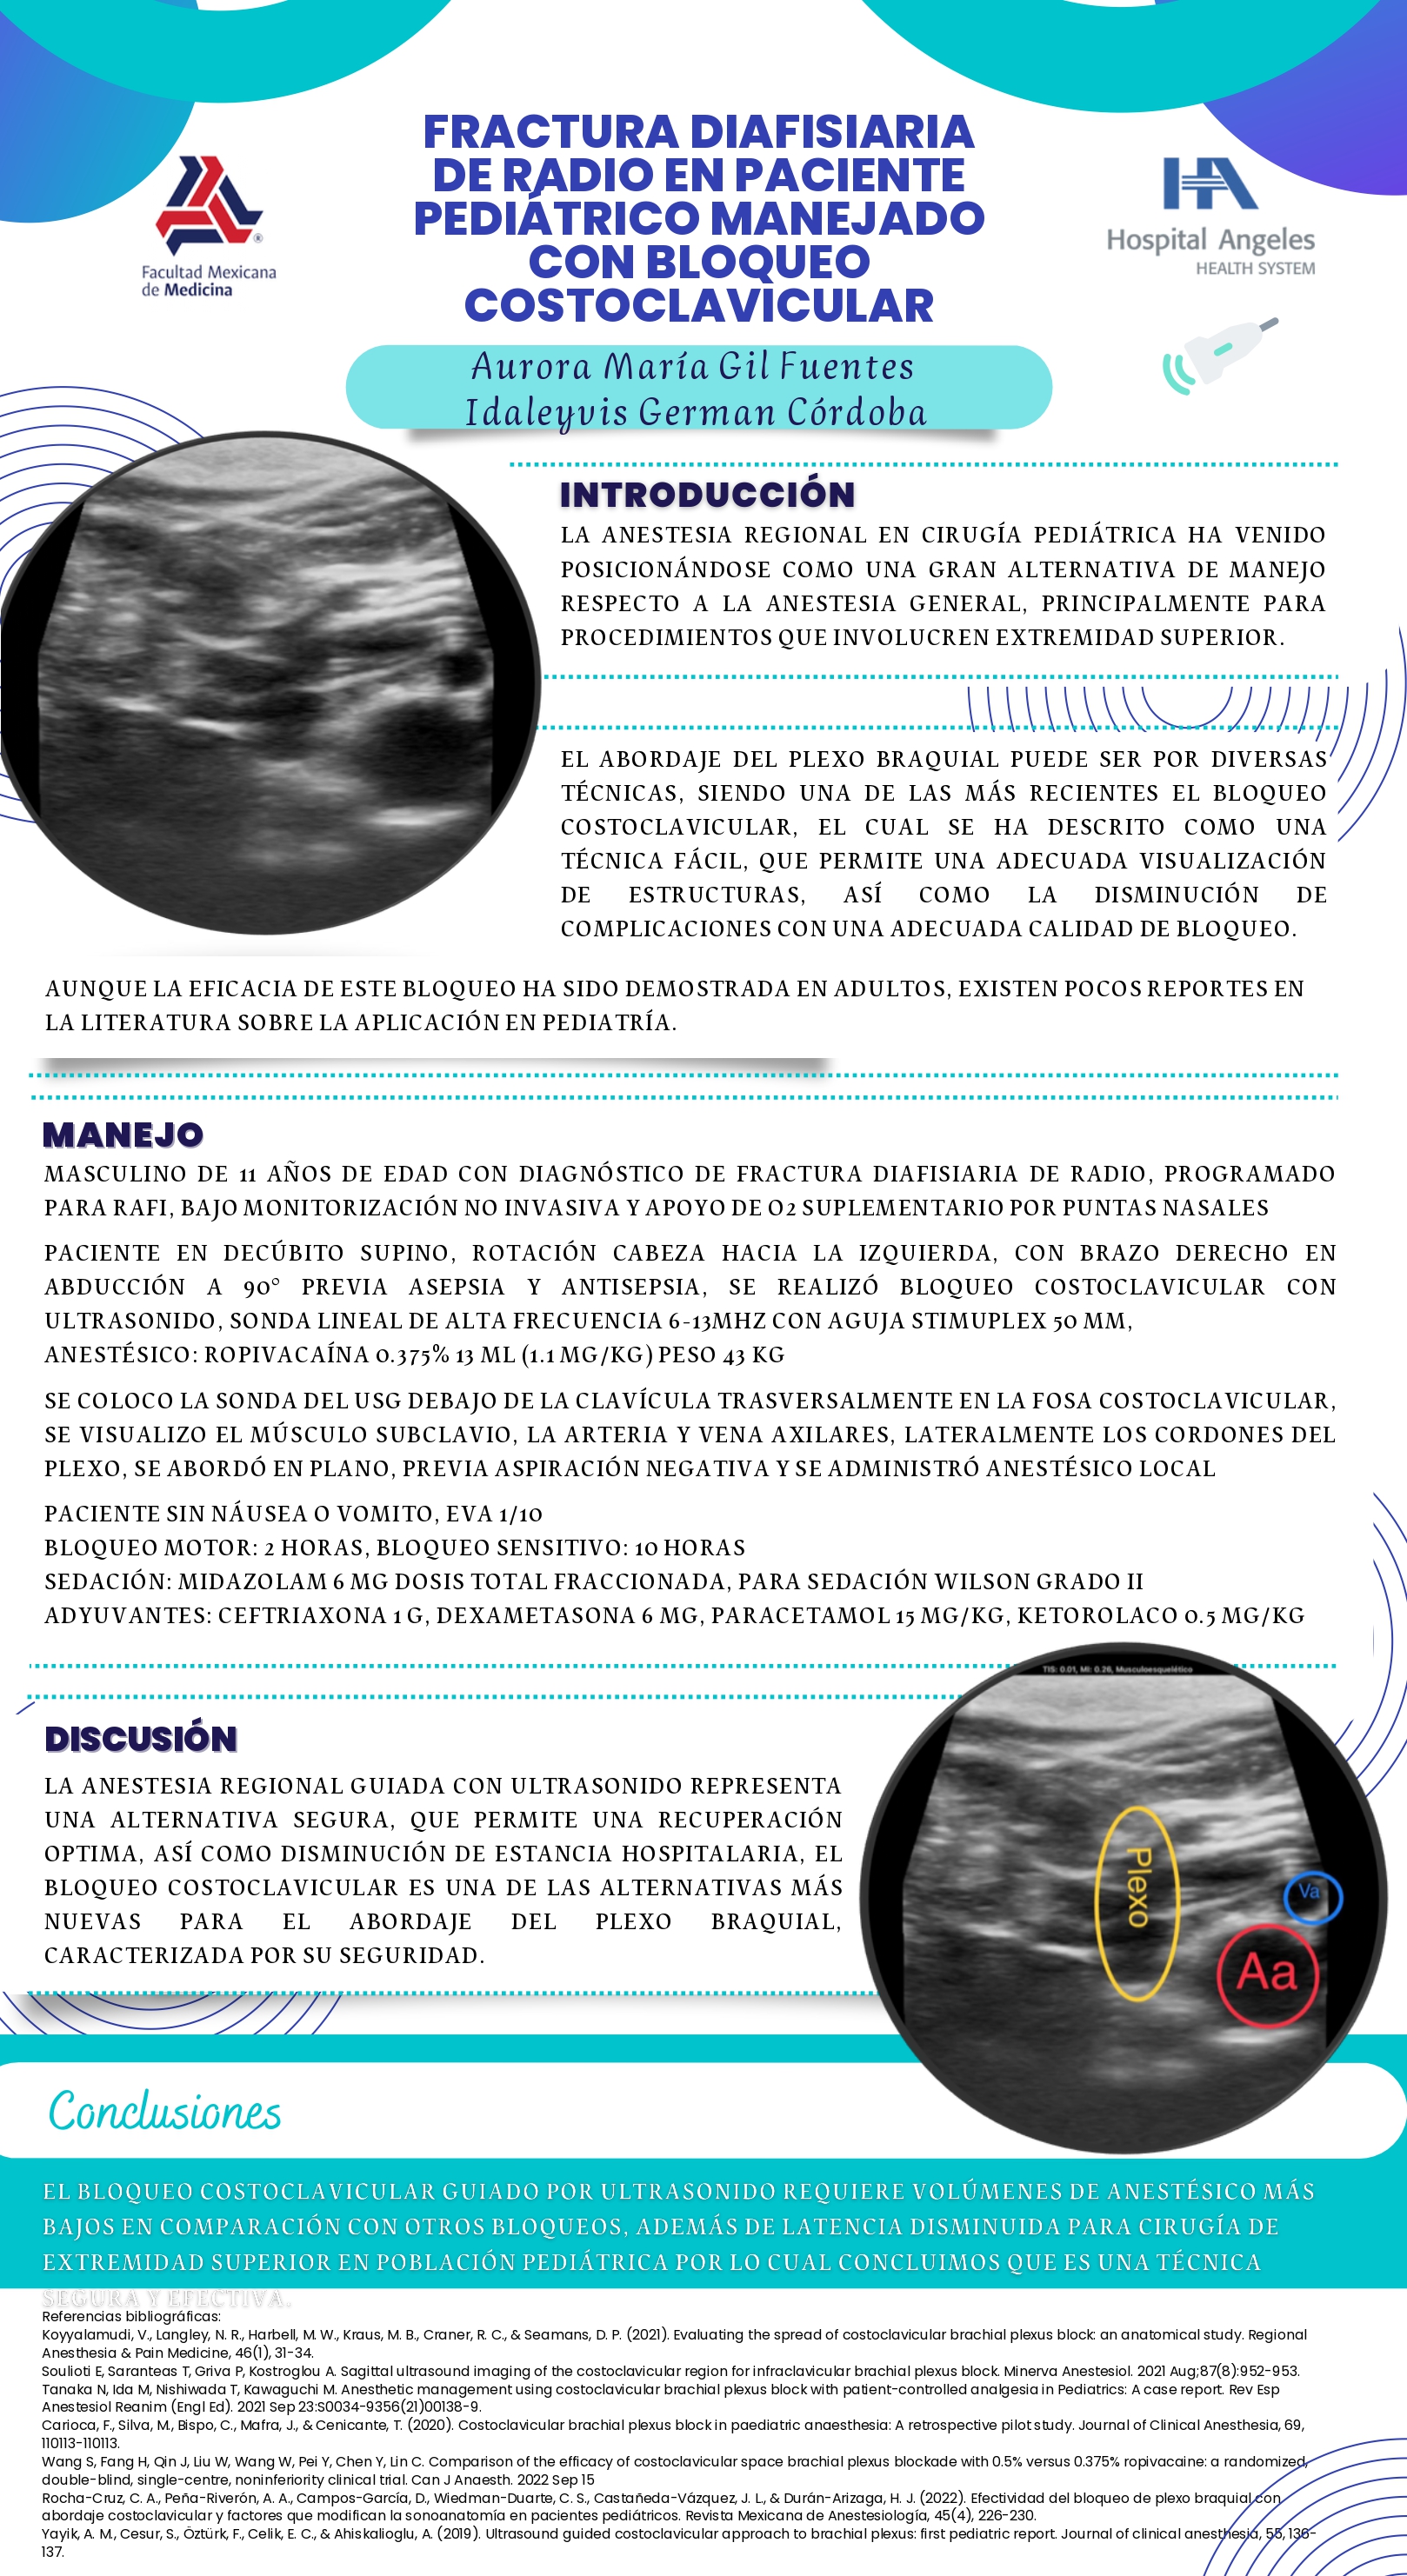 FRACTURA DIAFISIARIA
DE RADIO EN PACIENTE
PEDIÁTRICO MANEJADO
CON BLOQUEO
COSTOCLAVICULAR
Facultad Mexicana
de Medicina
®
HA
Hospital Angeles
HEALTH SYSTEM
Aurora María Gil Fuentes
Idaleyvis German Córdoba
INTRODUCCIÓN
LA ANESTESIA REGIONAL EN CIRUGÍA PEDIÁTRICA HA VENIDO
POSICIONÁNDOSE COMO UNA GRAN ALTERNATIVA DE MANEJO
RESPECTO A LA ANESTESIA GENERAL, PRINCIPALMENTE PARA
PROCEDIMIENTOS QUE INVOLUCREN EXTREMIDAD SUPERIOR.
EL ABORDAJE DEL PLEXO BRAQUIAL PUEDE SER POR DIVERSAS
TÉCNICAS, SIENDO UNA DE LAS MÁS RECIENTES EL BLOQUEO
COSTOCLAVICULAR, EL CUAL SE HA DESCRITO COMO UNA
TÉCNICA FÁCIL, QUE PERMITE UNA ADECUADA VISUALIZACIÓN
DE ESTRUCTURAS, ASÍ COMO LA DISMINUCIÓN DE
COMPLICACIONES CON UNA ADECUADA CALIDAD DE BLOQUEO.
AUNQUE LA EFICACIA DE ESTE BLOQUEO HA SIDO DEMOSTRADA EN ADULTOS, EXISTEN POCOS REPORTES EN
LA LITERATURA SOBRE LA APLICACIÓN EN PEDIATRÍA.
MANEJO
MASCULINO DE 11 AÑOS DE EDAD CON DIAGNÓSTICO DE FRACTURA DIAFISIARIA DE RADIO, PROGRAMADO
PARA RAFI, BAJO MONITORIZACIÓN NO INVASIVA Y APOYO DE O2 SUPLEMENTARIO POR PUNTAS NASALES
PACIENTE EN DECÚBITO SUPINO, ROTACIÓN CABEZA HACIA LA IZQUIERDA, CON BRAZO DERECHO EN
ABDUCCIÓN A 90° PREVIA ASEPSIA Y ANTISEPSIA, SE REALIZÓ BLOQUEO COSTOCLAVICULAR CON
ULTRASONIDO, SONDA LINEAL DE ALTA FRECUENCIA 6-13MHZ CON AGUJA STIMUPLEX 50 MM,
ANESTÉSICO: ROPIVACAÍNA 0.375% 13 ML (1.1 MG/KG) PESO 43 KG
SE COLOCO LA SONDA DEL USG DEBAJO DE LA CLAVÍCULA TRASVERSALMENTE EN LA FOSA COSTOCLAVICULAR,
SE VISUALIZO EL MÚSCULO SUBCLAVIO, LA ARTERIA Y VENA AXILARES, LATERALMENTE LOS CORDONES DEL
PLEXO, SE ABORDÓ EN PLANO, PREVIA ASPIRACIÓN NEGATIVA Y SE ADMINISTRÓ ANESTÉSICO LOCAL
PACIENTE SIN NÁUSEA O VOMITO, EVA 1/10
BLOQUEO MOTOR: 2 HORAS, BLOQUEO SENSITIVO: 10 HORAS
SEDACIÓN: MIDAZOLAM 6 MG DOSIS TOTAL FRACCIONADA, PARA SEDACIÓN WILSON GRADO II
ADYUVANTES: CEFTRIAXONA 1 G, DEXAMETASONA 6 MG, PARACETAMOL 15 MG/KG, KETOROLACO 0.5 MG/KG
TIS: 0.01, MI: 0.26, Musculoesquelético
Plexo
Va
Aa
DISCUSIÓN
LA ANESTESIA REGIONAL GUIADA CON ULTRASONIDO REPRESENTA
UNA ALTERNATIVA SEGURA, QUE PERMITE UNA RECUPERACIÓN
OPTIMA, ASÍ COMO DISMINUCIÓN DE ESTANCIA HOSPITALARIA, EL
BLOQUEO COSTOCLAVICULAR ES UNA DE LAS ALTERNATIVAS MÁS
NUEVAS PARA EL ABORDAJE DEL PLEXO BRAQUIAL,
CARACTERIZADA POR SU SEGURIDAD.
Conclusiones
EL BLOQUEO COSTOCLAVICULAR GUIADO POR ULTRASONIDO REQUIERE VOLÚMENES DE ANESTÉSICO MÁS
BAJOS EN COMPARACIÓN CON OTROS BLOQUEOS, ADEMÁS DE LATENCIA DISMINUIDA PARA CIRUGÍA DE
EXTREMIDAD SUPERIOR EN POBLACIÓN PEDIÁTRICA POR LO CUAL CONCLUIMOS QUE ES UNA TÉCNICA
SEGURA Y EFECTIVA.
Referencias bibliográficas:
Koyyalamudi, V., Langley, N. R., Harbell, M. W., Kraus, M. B., Craner, R. C., & Seamans, D. P. (2021). Evaluating the spread of costoclavicular brachial plexus block: an anatomical study. Regional
Anesthesia & Pain Medicine, 46(1), 31-34.
Soulioti E, Saranteas T, Griva P, Kostroglou A. Sagittal ultrasound imaging of the costoclavicular region for infraclavicular brachial plexus block. Minerva Anestesiol. 2021 Aug;87(8):952-953.
Tanaka N, Ida M, Nishiwada T, Kawaguchi M. Anesthetic management using costoclavicular brachial plexus block with patient-controlled analgesia in Pediatrics: A case report. Rev Esp
Anestesiol Reanim (Engl Ed). 2021 Sep 23:S0034-9356(21)00138-9.
Carioca, F., Silva, M., Bispo, C., Mafra, J., & Cenicante, T. (2020). Costoclavicular brachial plexus block in paediatric anaesthesia: A retrospective pilot study. Journal of Clinical Anesthesia, 69,
110113-110113.
Wang S, Fang H, Qin J, Liu W, Wang W, Pei Y, Chen Y, Lin C. Comparison of the efficacy of costoclavicular space brachial plexus blockade with 0.5% versus 0.375% ropivacaine: a randomized,
double-blind, single-centre, noninferiority clinical trial. Can J Anaesth. 2022 Sep 15
Rocha-Cruz, C. A., Peña-Riverón, A. A., Campos-García, D., Wiedman-Duarte, C. S., Castañeda-Vázquez, J. L., & Durán-Arizaga, H. J. (2022). Efectividad del bloqueo de plexo braquial con
abordaje costoclavicular y factores que modifican la sonoanatomía en pacientes pediátricos. Revista Mexicana de Anestesiología, 45(4), 226-230.
Yayik, A. M., Cesur, S., Öztürk, F., Celik, E. C., & Ahiskalioglu, A. (2019). Ultrasound guided costoclavicular approach to brachial plexus: first pediatric report. Journal of clinical anesthesia, 55, 136-
137.